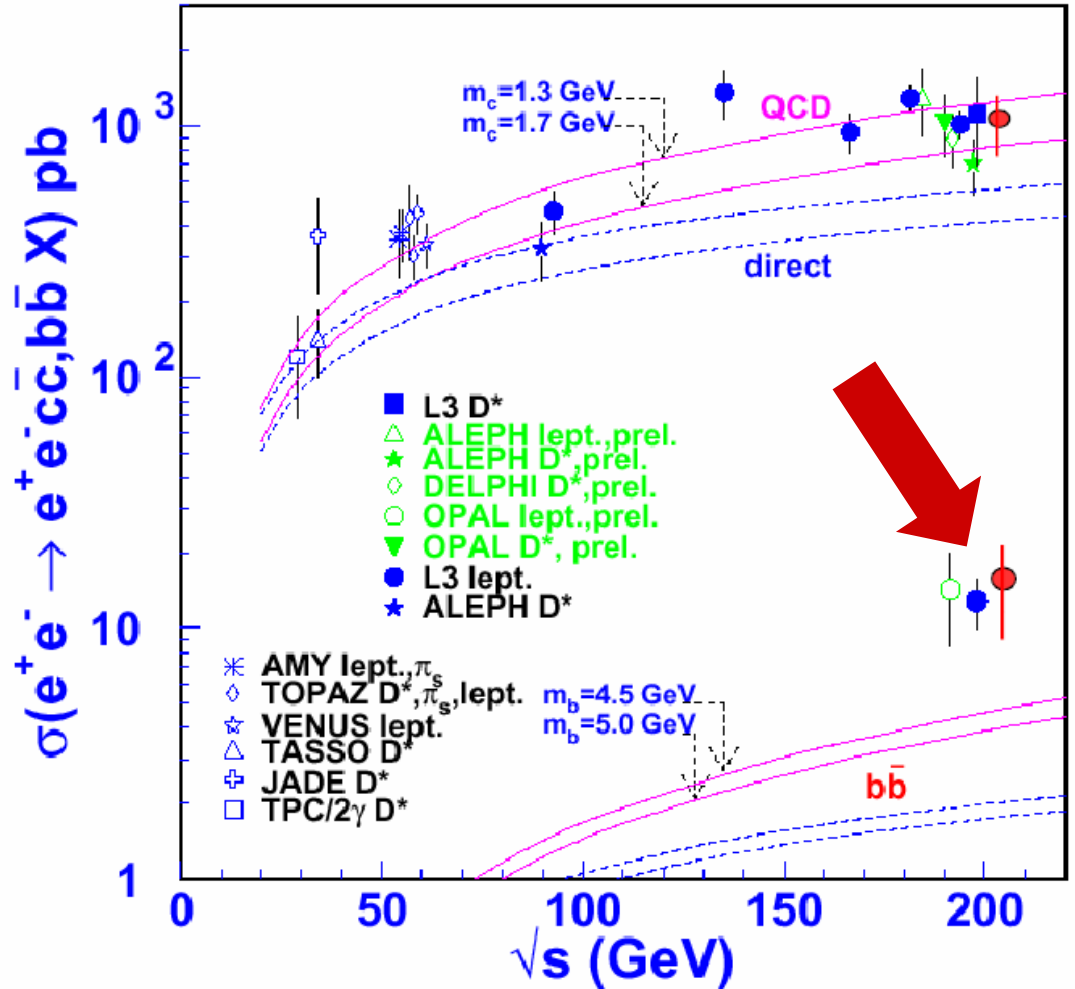 σ(e⁺e⁻ → e⁺e⁻cc̄,bb̄ X) pb
10³
10²
10
1
m_c=1.3 GeV
m_c=1.7 GeV
QCD
direct
L3 D*
ALEPH lept.,prel.
ALEPH D*,prel.
DELPHI D*,prel.
OPAL lept.,prel.
OPAL D*, prel.
L3 lept.
ALEPH D*
AMY lept.,π_s
TOPAZ D*,π_s,lept.
VENUS lept.
TASSO D*
JADE D*
TPC/2γ D*
m_b=4.5 GeV
m_b=5.0 GeV
bb̄
0 50 100 150 200
√s (GeV)